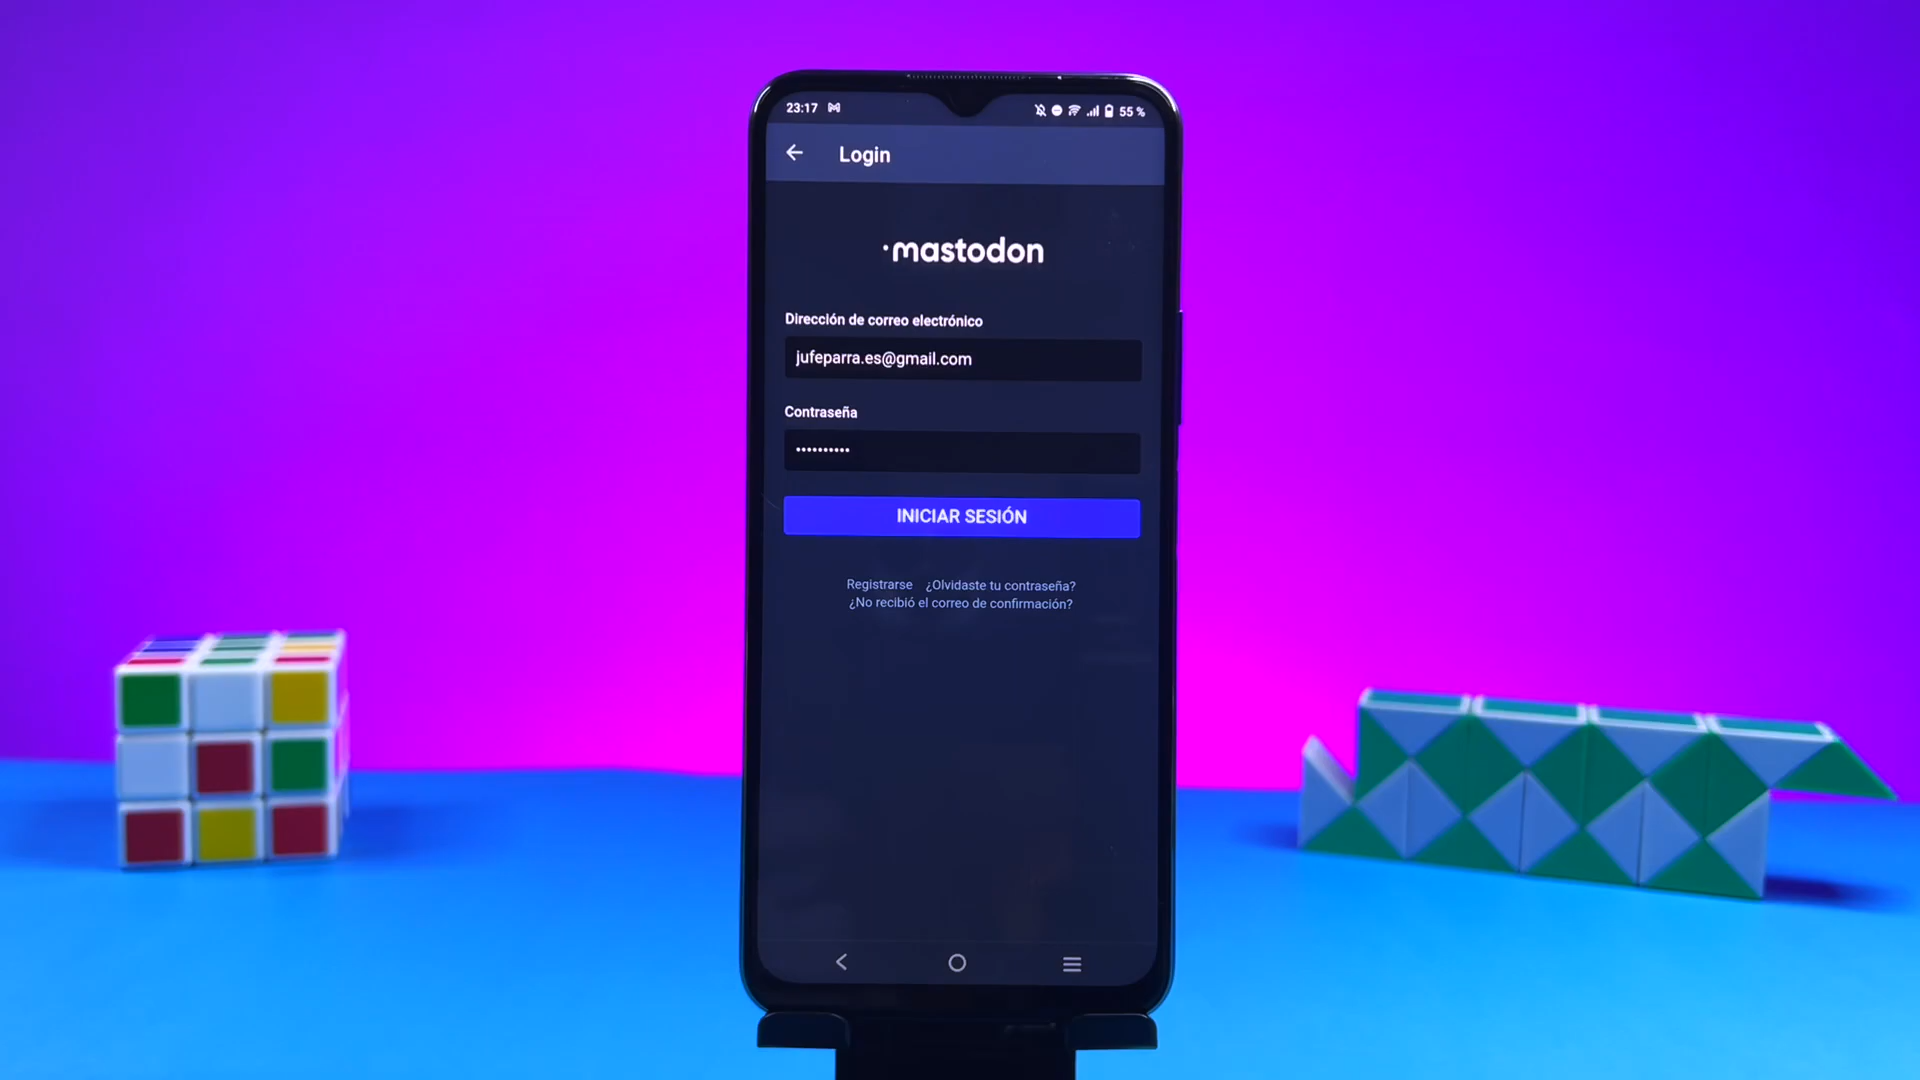 23:17 55 %
Login
mastodon
Dirección de correo electrónico
jufeparra.es@gmail.com
Contraseña
••••••••••
INICIAR SESIÓN
Registrarse ¿Olvidaste tu contraseña?
¿No recibió el correo de confirmación?